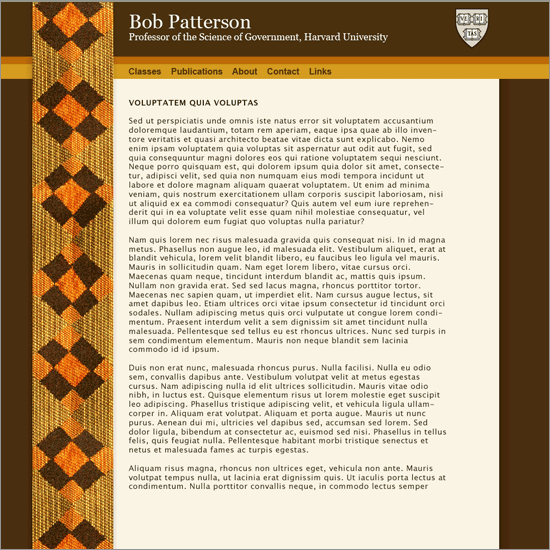 Bob Patterson
Professor of the Science of Government, Harvard University
VE RI
TAS
Classes Publications About Contact Links
VOLUPTATEM QUIA VOLUPTAS
Sed ut perspiciatis unde omnis iste natus error sit voluptatem accusantium
doloremque laudantium, totam rem aperiam, eaque ipsa quae ab illo inven-
tore veritatis et quasi architecto beatae vitae dicta sunt explicabo. Nemo
enim ipsam voluptatem quia voluptas sit aspernatur aut odit aut fugit, sed
quia consequuntur magni dolores eos qui ratione voluptatem sequi nesciunt.
Neque porro quisquam est, qui dolorem ipsum quia dolor sit amet, consecte-
tur, adipisci velit, sed quia non numquam eius modi tempora incidunt ut
labore et dolore magnam aliquam quaerat voluptatem. Ut enim ad minima
veniam, quis nostrum exercitationem ullam corporis suscipit laboriosam, nisi
ut aliquid ex ea commodi consequatur? Quis autem vel eum iure reprehen-
derit qui in ea voluptate velit esse quam nihil molestiae consequatur, vel
illum qui dolorem eum fugiat quo voluptas nulla pariatur?
Nam quis lorem nec risus malesuada gravida quis consequat nisi. In id magna
metus. Phasellus non augue leo, id malesuada elit. Vestibulum aliquet, erat at
blandit vehicula, lorem velit blandit libero, eu faucibus leo ligula vel mauris.
Mauris in sollicitudin quam. Nam eget lorem libero, vitae cursus orci.
Maecenas quam neque, tincidunt interdum blandit ac, mattis quis ipsum.
Nullam non gravida erat. Sed sed lacus magna, rhoncus porttitor tortor.
Maecenas nec sapien quam, ut imperdiet elit. Nam cursus augue lectus, sit
amet dapibus leo. Etiam ultrices orci vitae ipsum consectetur id tincidunt orci
sodales. Nullam adipiscing metus quis orci vulputate ut congue lorem condi-
mentum. Praesent interdum velit a sem dignissim sit amet tincidunt nulla
malesuada. Pellentesque sed tellus eu est rhoncus ultrices. Nunc sed turpis in
sem condimentum elementum. Mauris non neque blandit sem lacinia
commodo id id ipsum.
Duis non erat nunc, malesuada rhoncus purus. Nulla facilisi. Nulla eu odio
sem, convallis dapibus ante. Vestibulum volutpat velit at metus egestas
cursus. Nam adipiscing nulla id elit ultrices sollicitudin. Mauris vitae odio
nibh, in luctus est. Quisque elementum risus ut lorem molestie eget suscipit
leo adipiscing. Phasellus tristique adipiscing velit, et vehicula ligula ullam-
corper in. Aliquam erat volutpat. Aliquam et porta augue. Mauris ut nunc
purus. Aenean dui mi, ultricies vel dapibus sed, accumsan sed lorem. Sed
dolor ligula, bibendum at consectetur ac, euismod sed nisi. Phasellus in tellus
felis, quis feugiat nulla. Pellentesque habitant morbi tristique senectus et
netus et malesuada fames ac turpis egestas.
Aliquam risus magna, rhoncus non ultrices eget, vehicula non ante. Mauris
volutpat tempus nulla, ut lacinia erat dignissim quis. Ut iaculis porta lectus at
condimentum. Nulla porttitor convallis neque, in commodo lectus semper